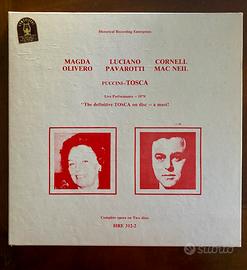 Historical Recording Enterprises
MAGDA LUCIANO CORNELL
OLIVERO PAVAROTTI MAC NEIL
PUCCINI–TOSCA
Live Performance – 1979
"The definitive TOSCA on disc – a must!
Complete opera on Two discs
HRE 312-2
subito